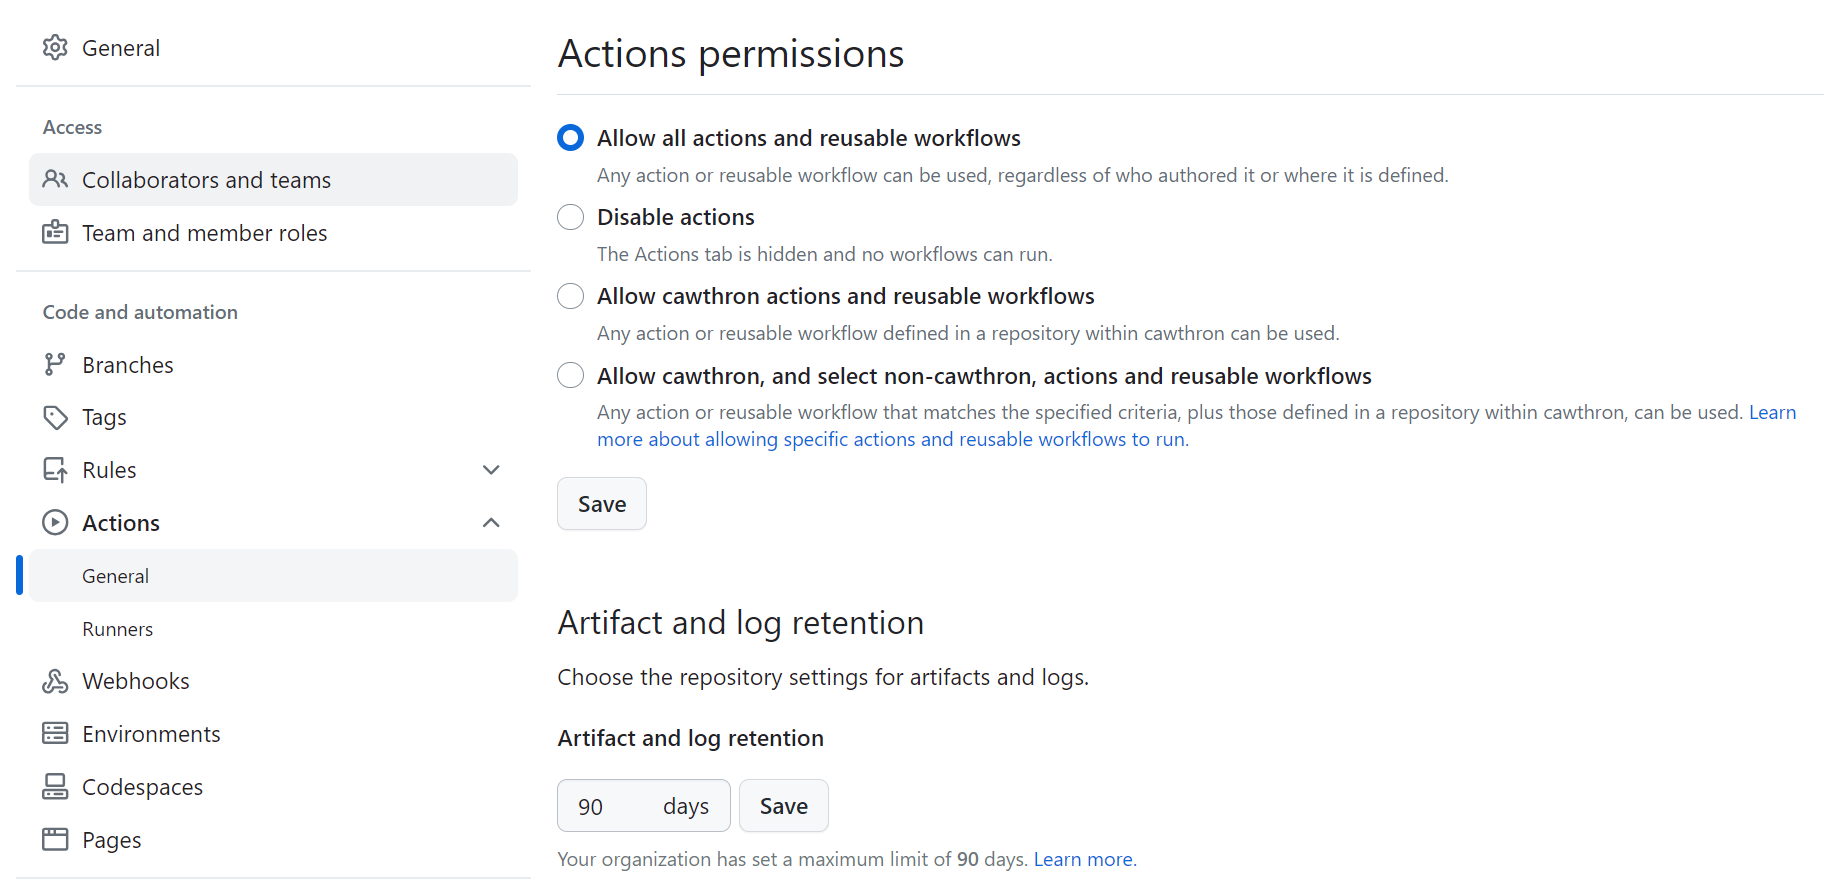 General
Access
Collaborators and teams
Team and member roles
Code and automation
Branches
Tags
Rules
Actions
General
Runners
Webhooks
Environments
Codespaces
Pages
Actions permissions
Allow all actions and reusable workflows
Any action or reusable workflow can be used, regardless of who authored it or where it is defined.
Disable actions
The Actions tab is hidden and no workflows can run.
Allow cawthron actions and reusable workflows
Any action or reusable workflow defined in a repository within cawthron can be used.
Allow cawthron, and select non-cawthron, actions and reusable workflows
Any action or reusable workflow that matches the specified criteria, plus those defined in a repository within cawthron, can be used. Learn
more about allowing specific actions and reusable workflows to run.
Save
Artifact and log retention
Choose the repository settings for artifacts and logs.
Artifact and log retention
90 days Save
Your organization has set a maximum limit of 90 days. Learn more.